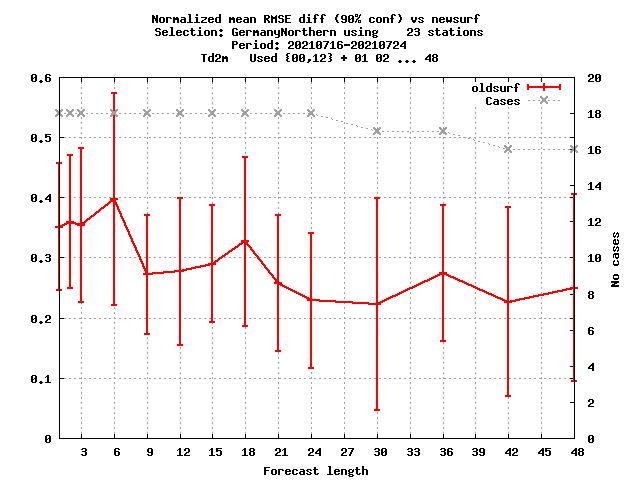 Normalized mean RMSE diff (90% conf) vs newsurf
Selection: GermanyNorthern using    23 stations
Period: 20210716-20210724
Td2m   Used {00,12} + 01 02 ... 48
oldsurf
Cases
0.6
0.5
0.4
0.3
0.2
0.1
0
20
18
16
14
12
10
8
6
4
2
0
No cases
3 6 9 12 15 18 21 24 27 30 33 36 39 42 45 48
Forecast length